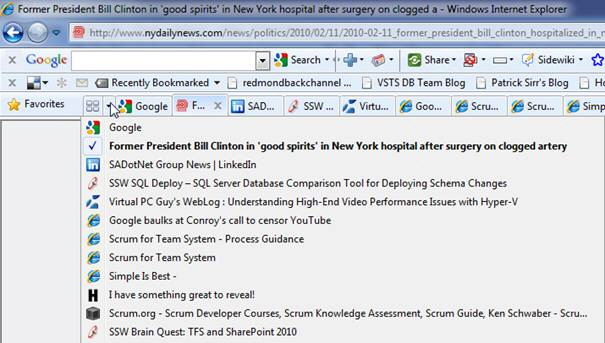 Former President Bill Clinton in 'good spirits' in New York hospital after surgery on clogged a - Windows Internet Explorer
http://www.nydailynews.com/news/politics/2010/02/11/2010-02-11_former_president_bill_clinton_hospitalized_in_n
Google Search Share Sidewiki
Recently Bookmarked redmondbackchannel VSTS DB Team Blog Patrick Sirr's Blog
Favorites Google F... SAD... SSW ... Virtu... Goo... Scru... Scru... Simp
Google
Former President Bill Clinton in 'good spirits' in New York hospital after surgery on clogged artery
SADotNet Group News | LinkedIn
SSW SQL Deploy – SQL Server Database Comparison Tool for Deploying Schema Changes
Virtual PC Guy's WebLog : Understanding High-End Video Performance Issues with Hyper-V
Google baulks at Conroy's call to censor YouTube
Scrum for Team System - Process Guidance
Scrum for Team System
Simple Is Best -
I have something great to reveal!
Scrum.org - Scrum Developer Courses, Scrum Knowledge Assessment, Scrum Guide, Ken Schwaber - Scru...
SSW Brain Quest: TFS and SharePoint 2010